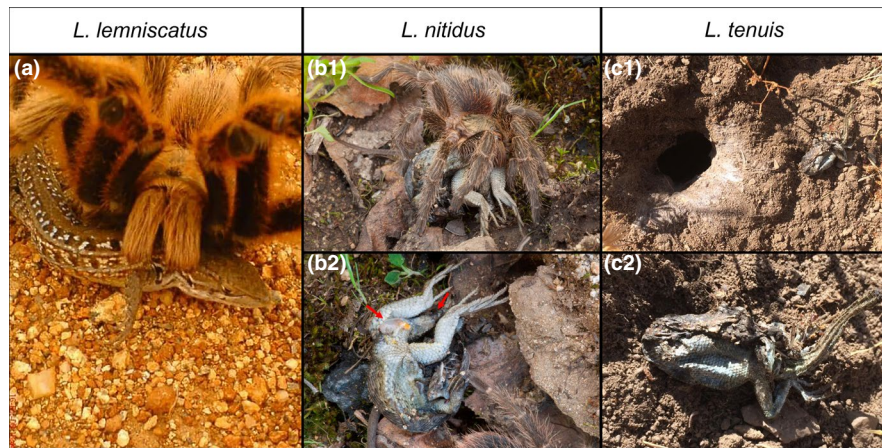 L. lemniscatus
L. nitidus
L. tenuis
(a)
(b1)
(c1)
(b2)
(c2)